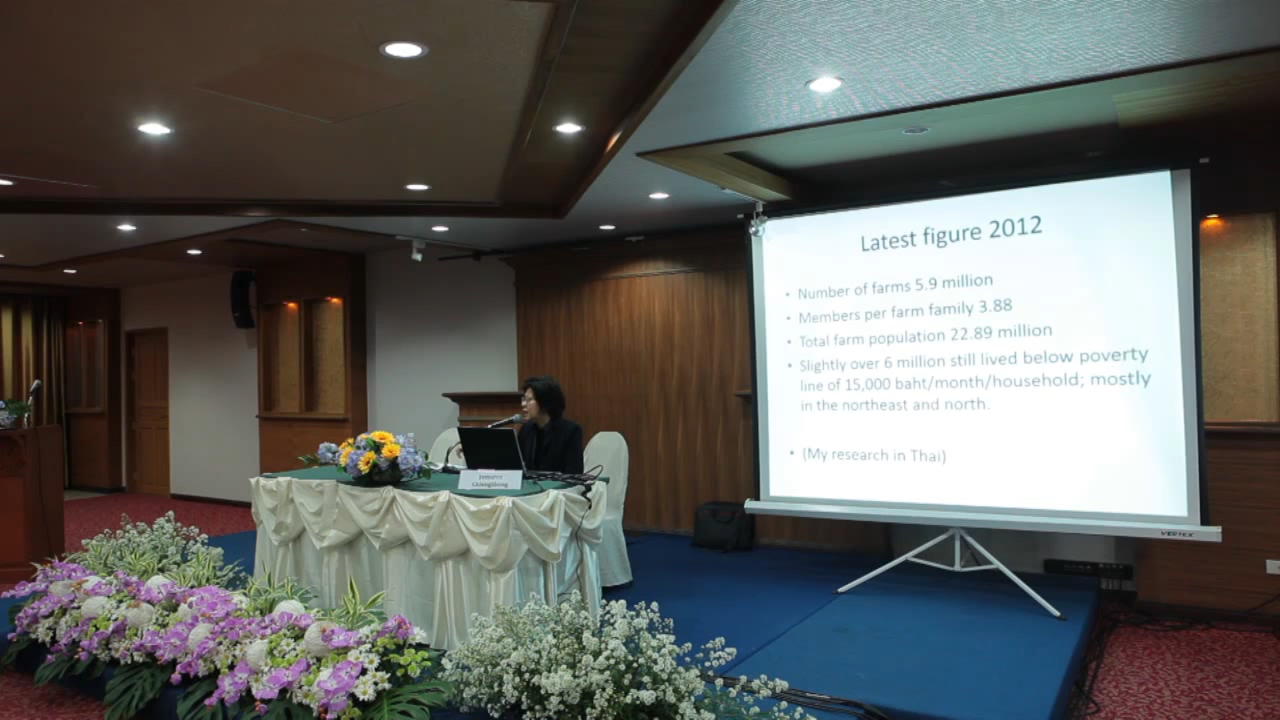 Latest figure 2012
• Number of farms 5.9 million
• Members per farm family 3.88
• Total farm population 22.89 million
• Slightly over 6 million still lived below poverty
line of 15,000 baht/month/household; mostly
in the northeast and north.
• (My research in Thai)
VERTEX